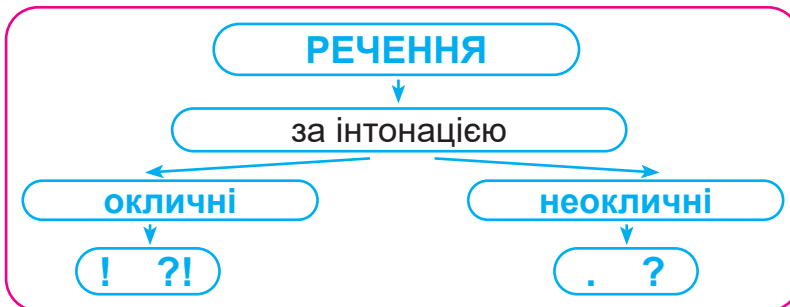 РЕЧЕННЯ
за інтонацією
окличні неокличні
! ?! . ?